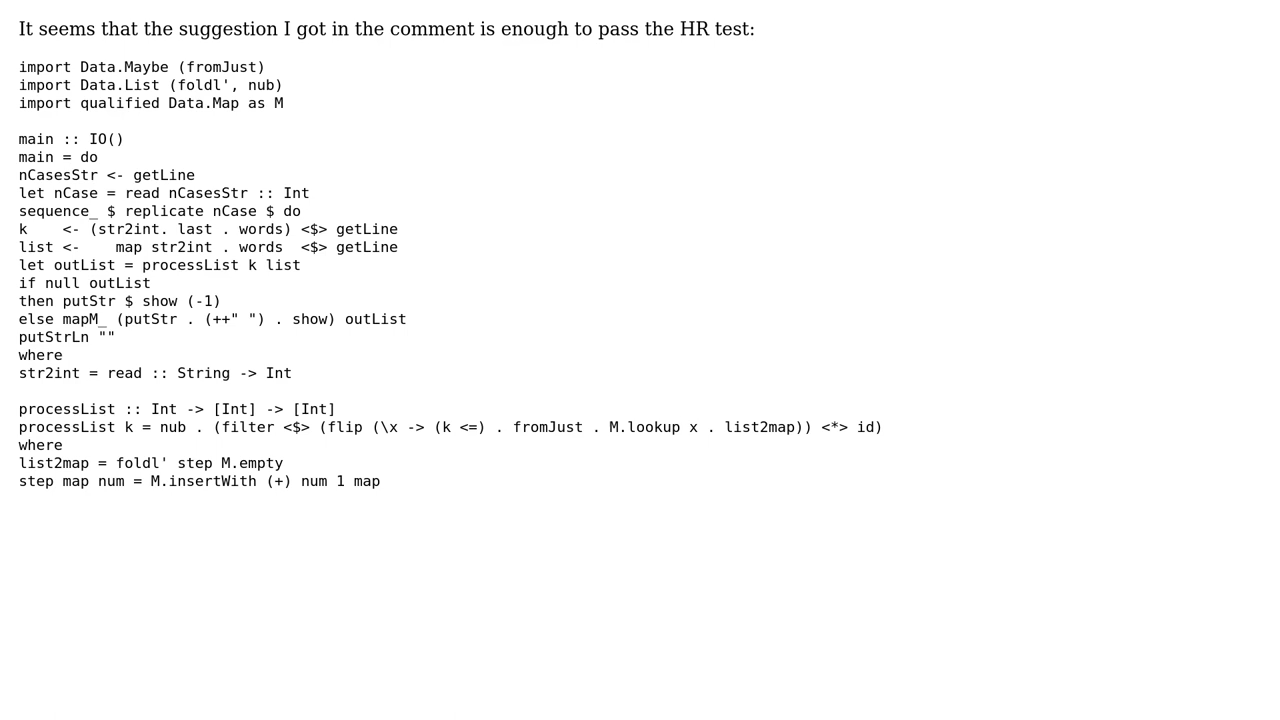 It seems that the suggestion I got in the comment is enough to pass the HR test:
import Data.Maybe (fromJust)
import Data.List (foldl', nub)
import qualified Data.Map as M

main :: IO()
main = do
nCasesStr <- getLine
let nCase = read nCasesStr :: Int
sequence_ $ replicate nCase $ do
k    <- (str2int. last . words) <$> getLine
list <-    map str2int . words  <$> getLine
let outList = processList k list
if null outList
then putStr $ show (-1)
else mapM_ (putStr . (++" ") . show) outList
putStrLn ""
where
str2int = read :: String -> Int

processList :: Int -> [Int] -> [Int]
processList k = nub . (filter <$> (flip (\x -> (k <=) . fromJust . M.lookup x . list2map)) <*> id)
where
list2map = foldl' step M.empty
step map num = M.insertWith (+) num 1 map